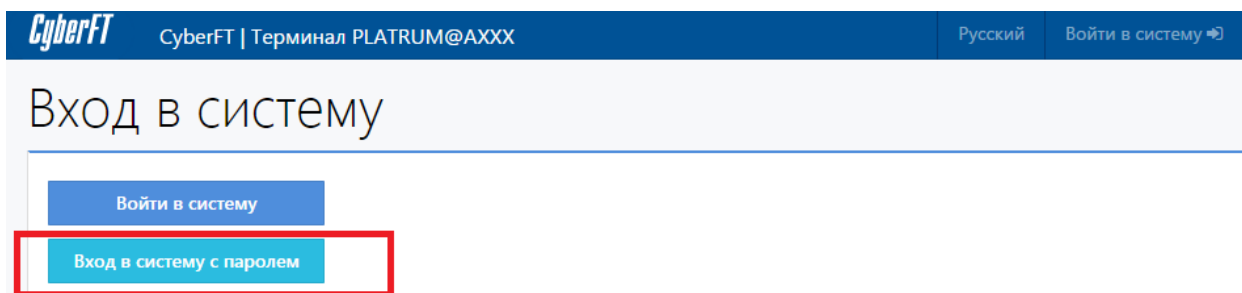 CyberFT CyberFT | Терминал PLATRUM@AXXX Русский Войти в систему
Вход в систему
Войти в систему
Вход в систему с паролем